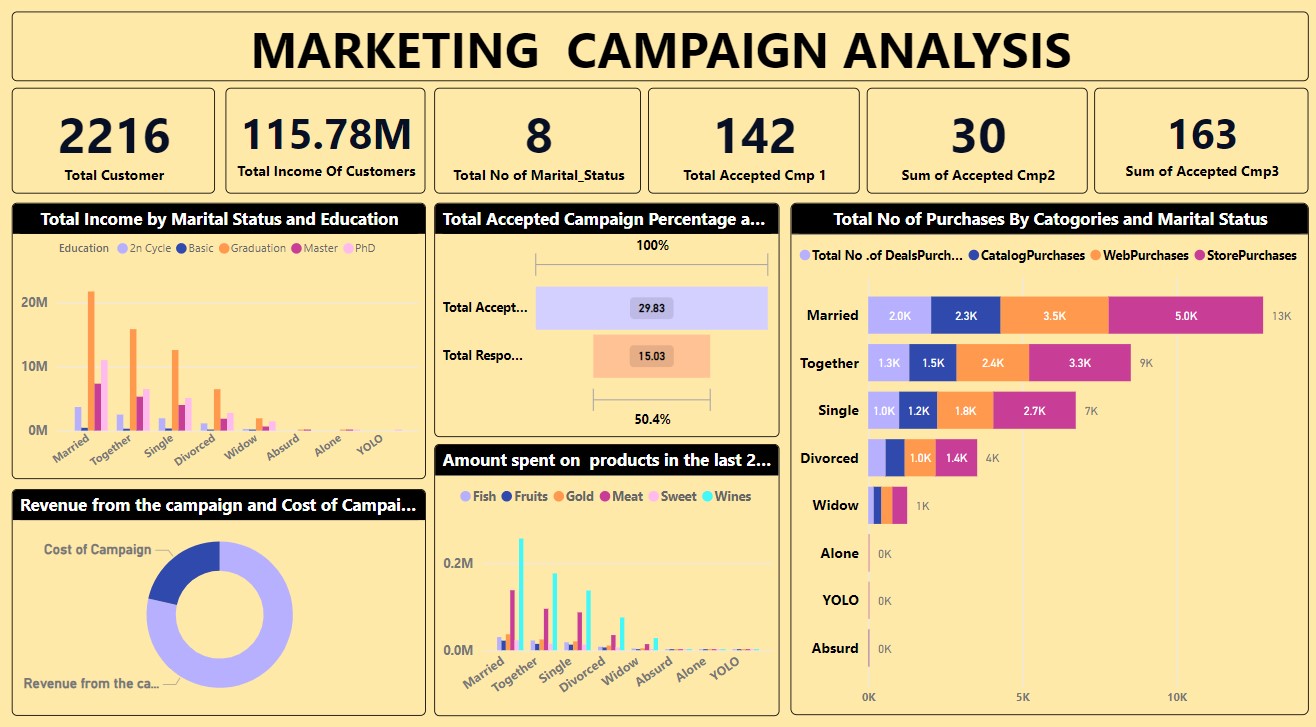 MARKETING  CAMPAIGN ANALYSIS
2216
Total Customer
115.78M
Total Income Of Customers
8
Total No of Marital_Status
142
Total Accepted Cmp 1
30
Sum of Accepted Cmp2
163
Sum of Accepted Cmp3
Total Income by Marital Status and Education
Education 2n Cycle Basic Graduation Master PhD
20M
10M
0M
Married Together Single Divorced Widow Absurd Alone YOLO
Revenue from the campaign and Cost of Campai...
Cost of Campaign
Revenue from the ca...
Total Accepted Campaign Percentage a...
100%
Total Accept... 29.83
Total Respo... 15.03
50.4%
Amount spent on  products in the last 2...
Fish Fruits Gold Meat Sweet Wines
0.2M
0.0M
Married Together Single Divorced Widow Absurd Alone YOLO
Total No of Purchases By Catogories and Marital Status
Total No .of DealsPurch... CatalogPurchases WebPurchases StorePurchases
Married 2.0K 2.3K 3.5K 5.0K 13K
Together 1.3K 1.5K 2.4K 3.3K 9K
Single 1.0K 1.2K 1.8K 2.7K 7K
Divorced 1.0K 1.4K 4K
Widow 1K
Alone 0K
YOLO 0K
Absurd 0K
0K 5K 10K